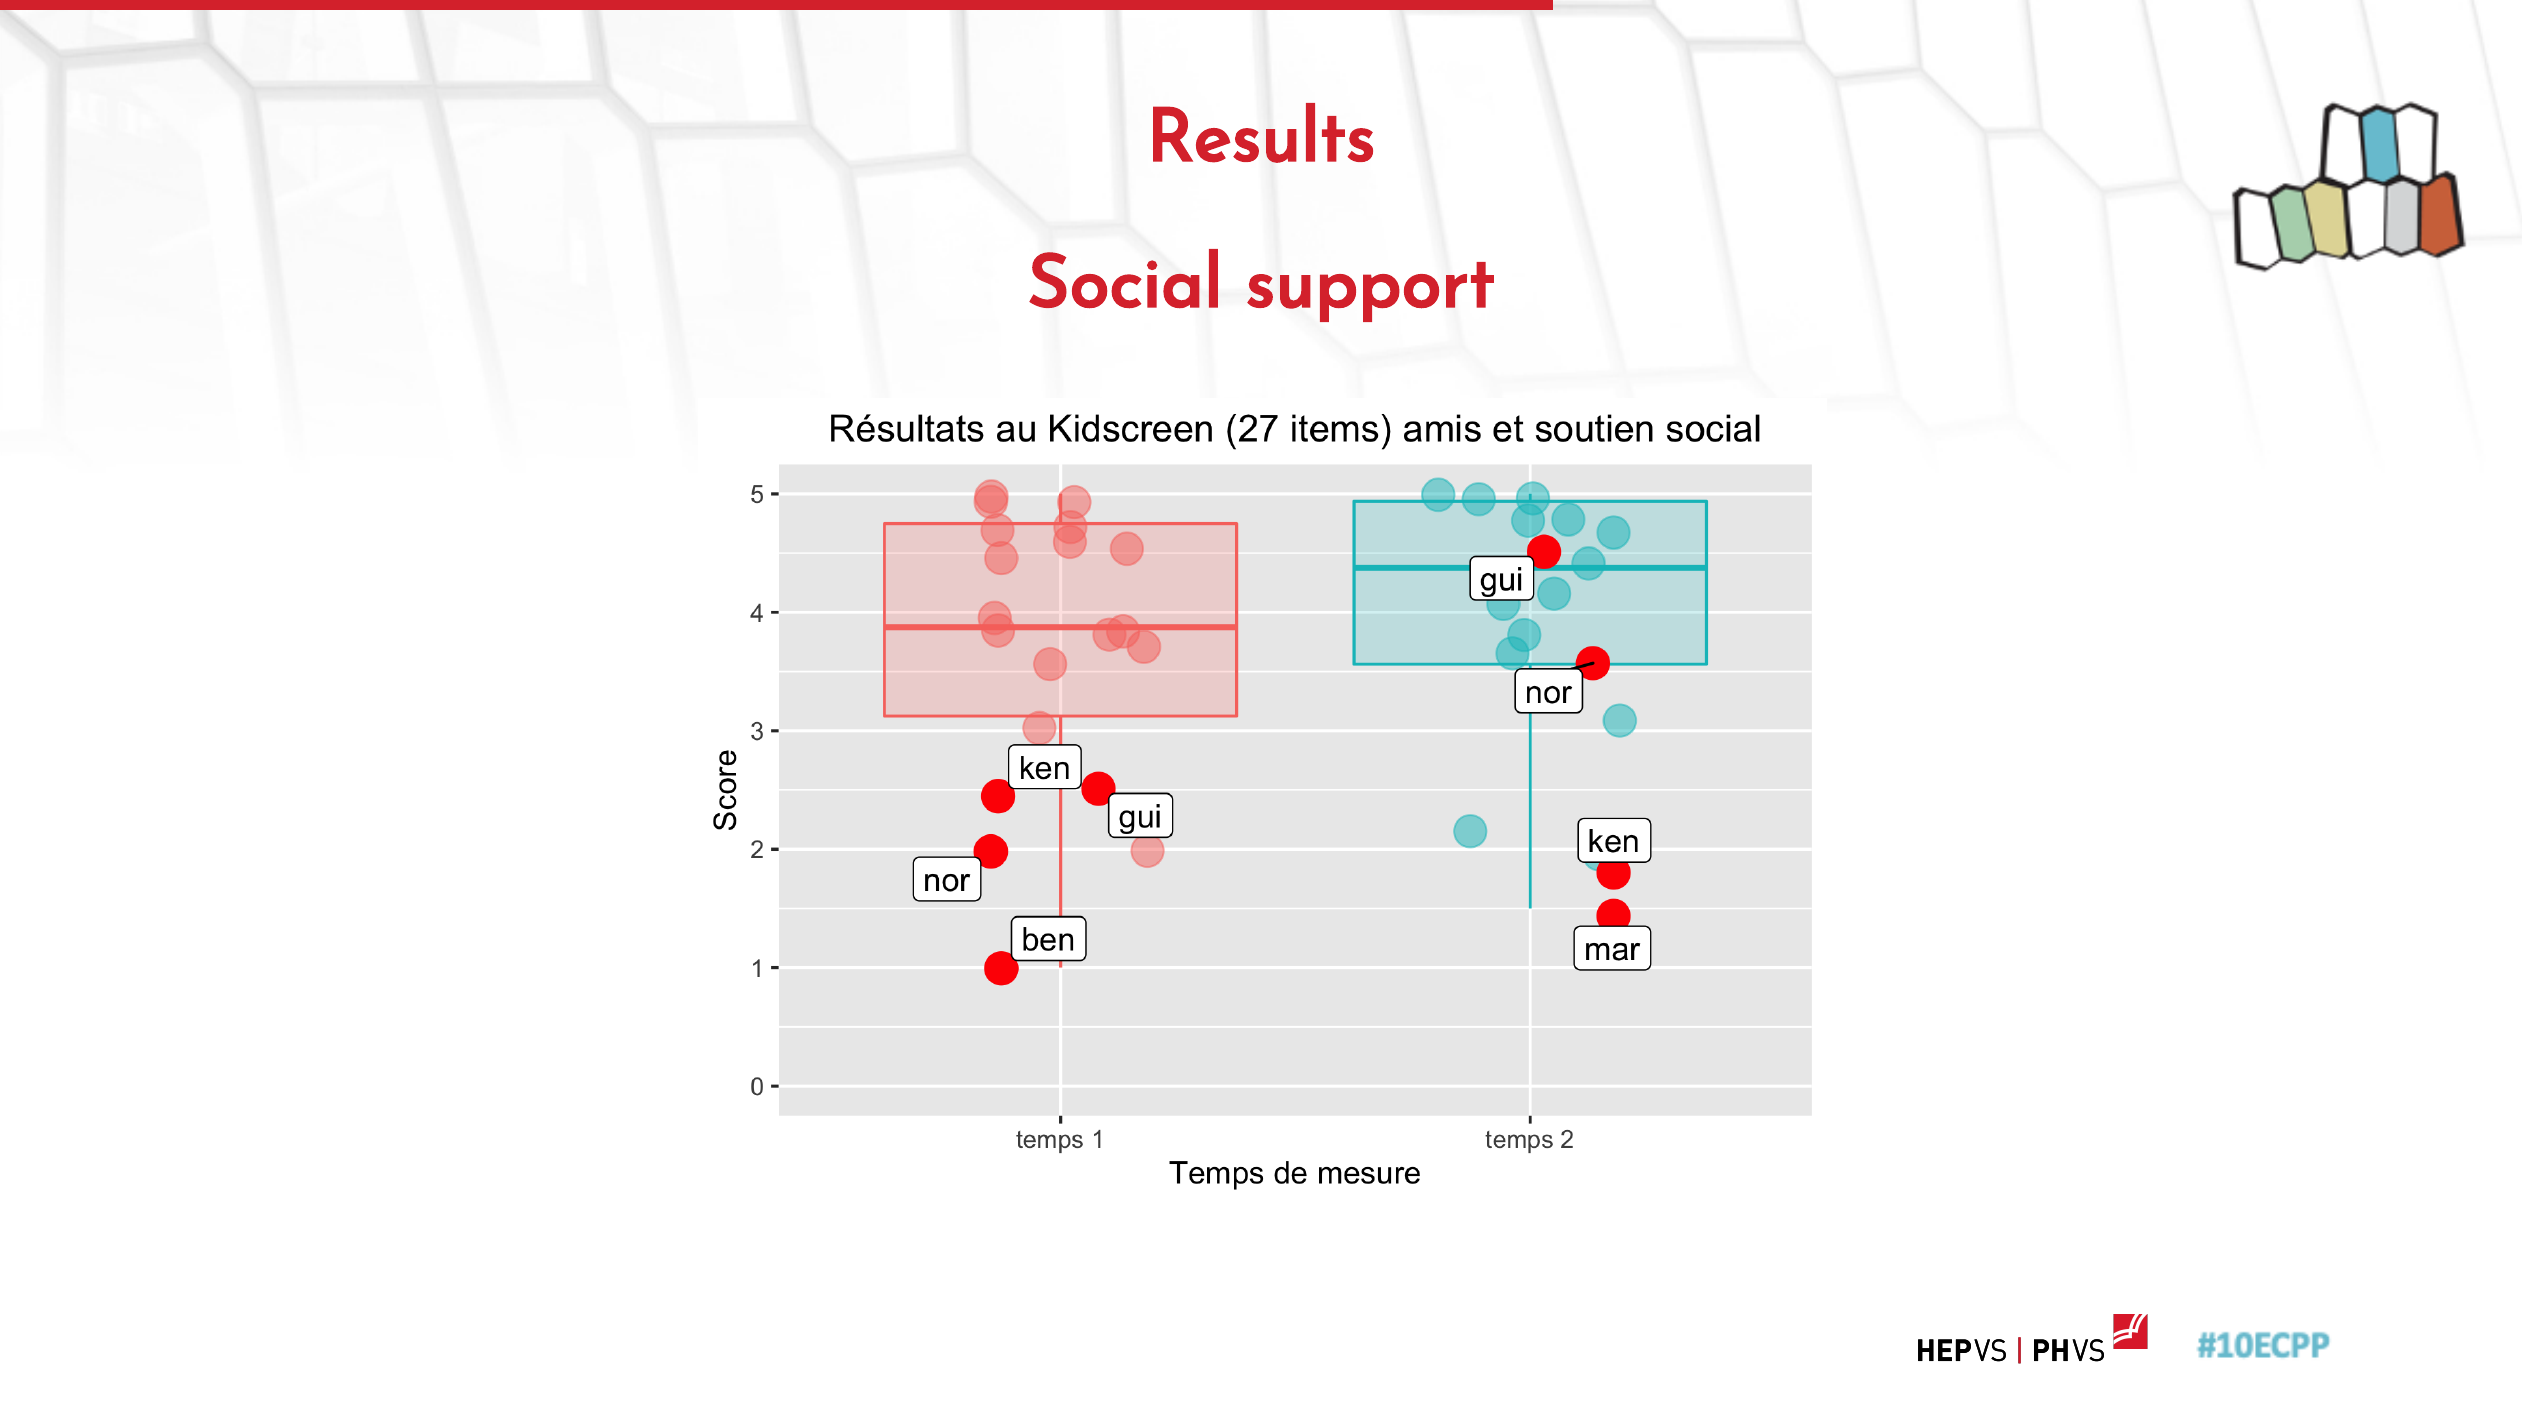 Results
Social support
Résultats au Kidscreen (27 items) amis et soutien social
Score
5
4
3
2
1
0
ken
gui
nor
ben
gui
nor
ken
mar
temps 1
temps 2
Temps de mesure
HEPVS | PHVS
#10ECPP